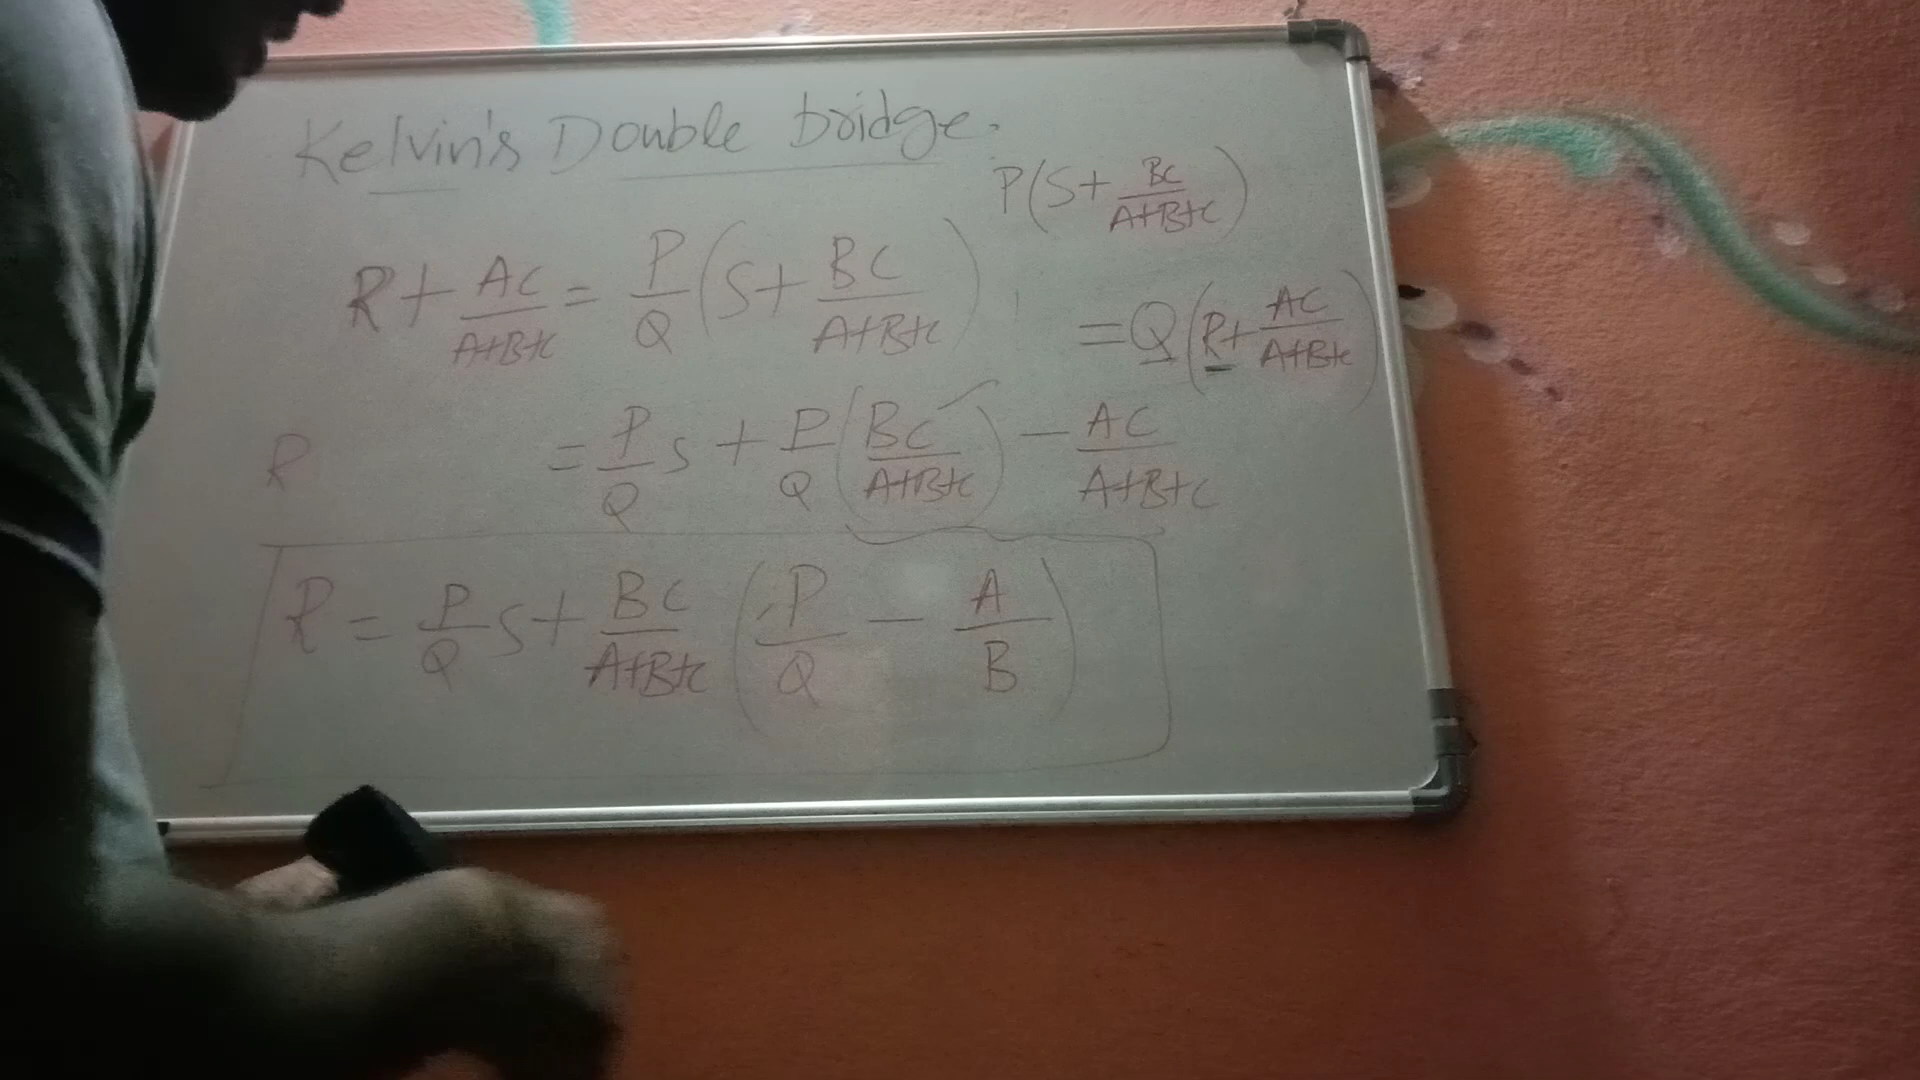 Kelvin's Double bridge.
P(S+ BC/A+B+C)
=Q(R+ AC/A+B+C)
R+ AC/A+B+C = P/Q (S+ BC/A+B+C)
R = P/Q S + P/Q (BC/A+B+C) - AC/A+B+C
R = P/Q S + BC/A+B+C (P/Q - A/B)